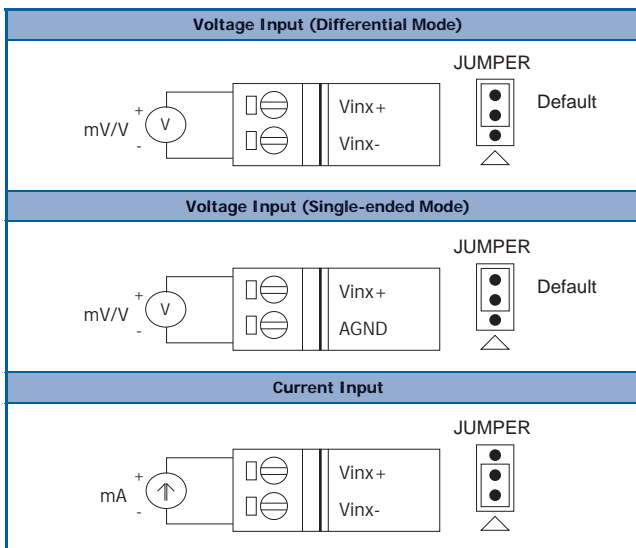 Voltage Input (Differential Mode)
JUMPER
Default
+
mV/V
V
-
Vinx+
Vinx-
Voltage Input (Single-ended Mode)
JUMPER
Default
+
mV/V
V
-
Vinx+
AGND
Current Input
JUMPER
+
mA
-
Vinx+
Vinx-